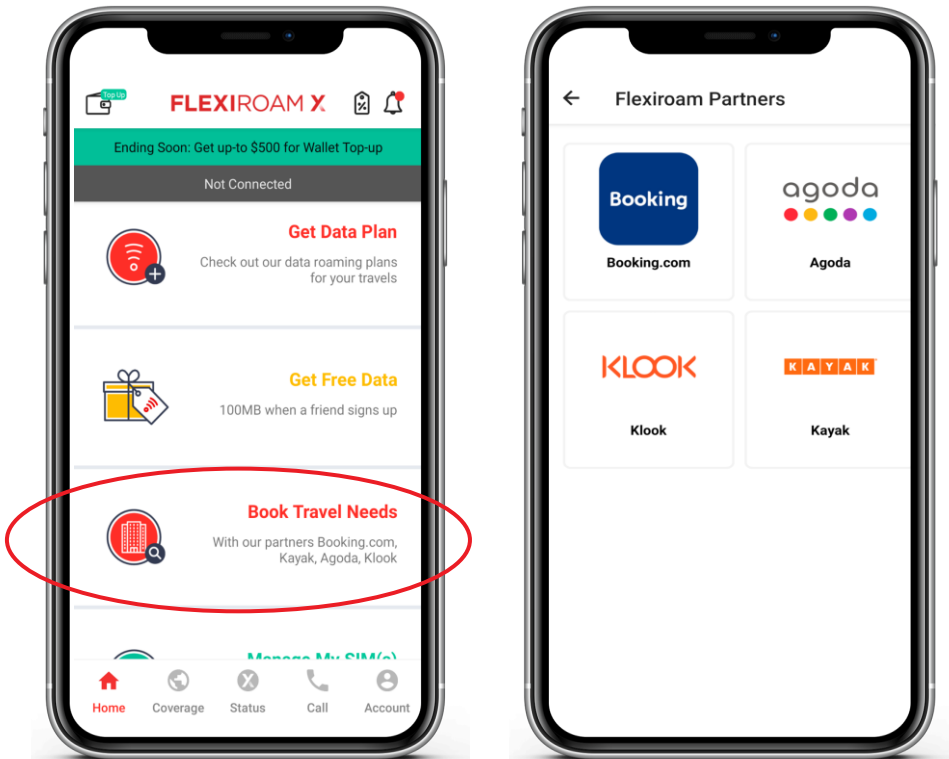 Top Up
FLEXIROAM X
Ending Soon: Get up-to $500 for Wallet Top-up
Not Connected
Get Data Plan
Check out our data roaming plans
for your travels
Get Free Data
100MB when a friend signs up
Book Travel Needs
With our partners Booking.com,
Kayak, Agoda, Klook
Manage My SIM(s)
Home Coverage Status Call Account
Flexiroam Partners
Booking
Booking.com
agoda
Agoda
KLOOK
Klook
KAYAK
Kayak